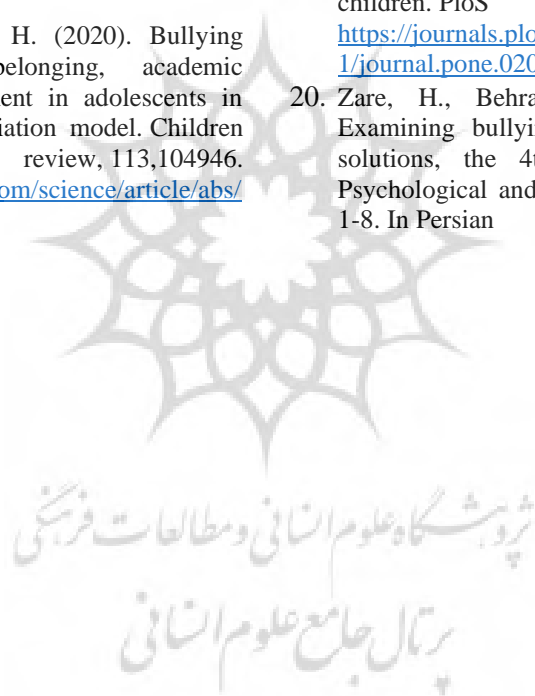 H. (2020). Bullying
belonging, academic
ent in adolescents in
iation model. Children
review, 113,104946.
om/science/article/abs/
children. PloS
https://journals.plo
1/journal.pone.020
20. Zare, H., Behra
Examining bullyi
solutions, the 4t
Psychological and
1-8. In Persian
پژوهشگاه علوم انسانی و مطالعات فرهنگی
پرتال جامع علوم انسانی